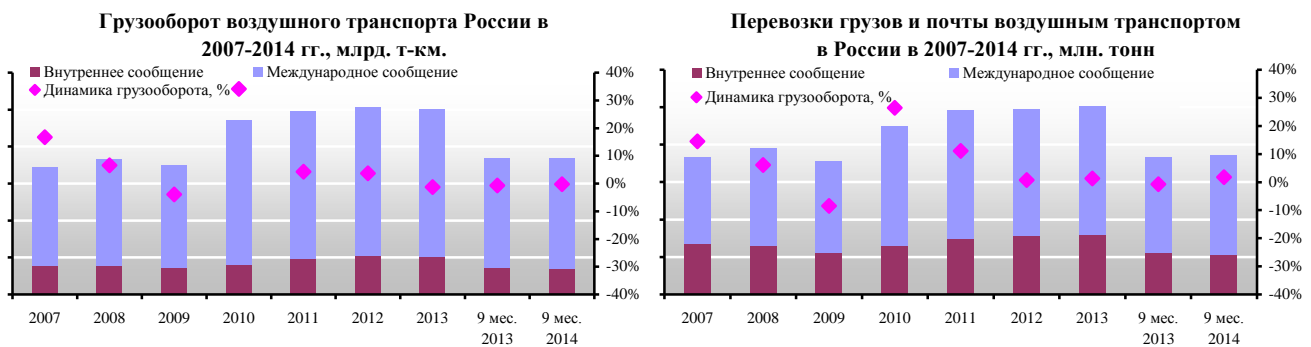 Грузооборот воздушного транспорта России в
2007-2014 гг., млрд. т-км.
Внутреннее сообщение
Международное сообщение
Динамика грузооборота, %
40%
30%
20%
10%
0%
-10%
-20%
-30%
-40%
2007
2008
2009
2010
2011
2012
2013
9 мес.
2013
9 мес.
2014
Перевозки грузов и почты воздушным транспортом
в России в 2007-2014 гг., млн. тонн
Внутреннее сообщение
Международное сообщение
Динамика грузооборота, %
40%
30%
20%
10%
0%
-10%
-20%
-30%
-40%
2007
2008
2009
2010
2011
2012
2013
9 мес.
2013
9 мес.
2014